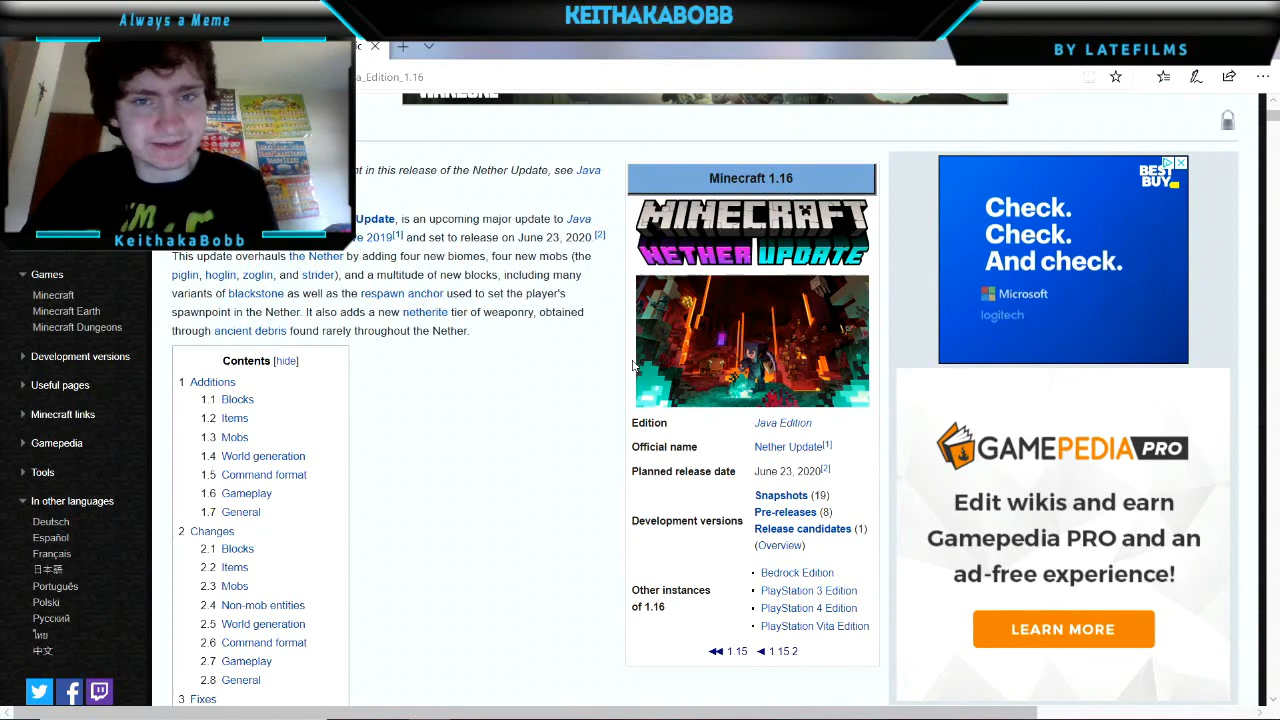 Always a Meme
KEITHAKABOBB
BY LATEFILMS
a_Edition_1.16
WARZONE
nt in this release of the Nether Update, see Java
Update, is an upcoming major update to Java
e 2019[1] and set to release on June 23, 2020 [2]
This update overhauls the Nether by adding four new biomes, four new mobs (the
piglin, hoglin, zoglin, and strider), and a multitude of new blocks, including many
variants of blackstone as well as the respawn anchor used to set the player's
spawnpoint in the Nether. It also adds a new netherite tier of weaponry, obtained
through ancient debris found rarely throughout the Nether.
KeithakaBobb
Games
Minecraft
Minecraft Earth
Minecraft Dungeons
Development versions
Useful pages
Minecraft links
Gamepedia
Tools
In other languages
Deutsch
Español
Français
日本語
Português
Polski
Русский
ไทย
中文
Contents [hide]
1 Additions
1.1 Blocks
1.2 Items
1.3 Mobs
1.4 World generation
1.5 Command format
1.6 Gameplay
1.7 General
2 Changes
2.1 Blocks
2.2 Items
2.3 Mobs
2.4 Non-mob entities
2.5 World generation
2.6 Command format
2.7 Gameplay
2.8 General
3 Fixes
Minecraft 1.16
MINECRAFT
NETHER UPDATE
Edition Java Edition
Official name Nether Update[1]
Planned release date June 23, 2020[2]
Development versions Snapshots (19)
Pre-releases (8)
Release candidates (1)
(Overview)
Other instances of 1.16
• Bedrock Edition
• PlayStation 3 Edition
• PlayStation 4 Edition
• PlayStation Vita Edition
◄◄ 1.15 ◄ 1.15.2
BEST BUY
Check.
Check.
And check.
Microsoft
logitech
GAMEPEDIA PRO
Edit wikis and earn
Gamepedia PRO and an
ad-free experience!
LEARN MORE